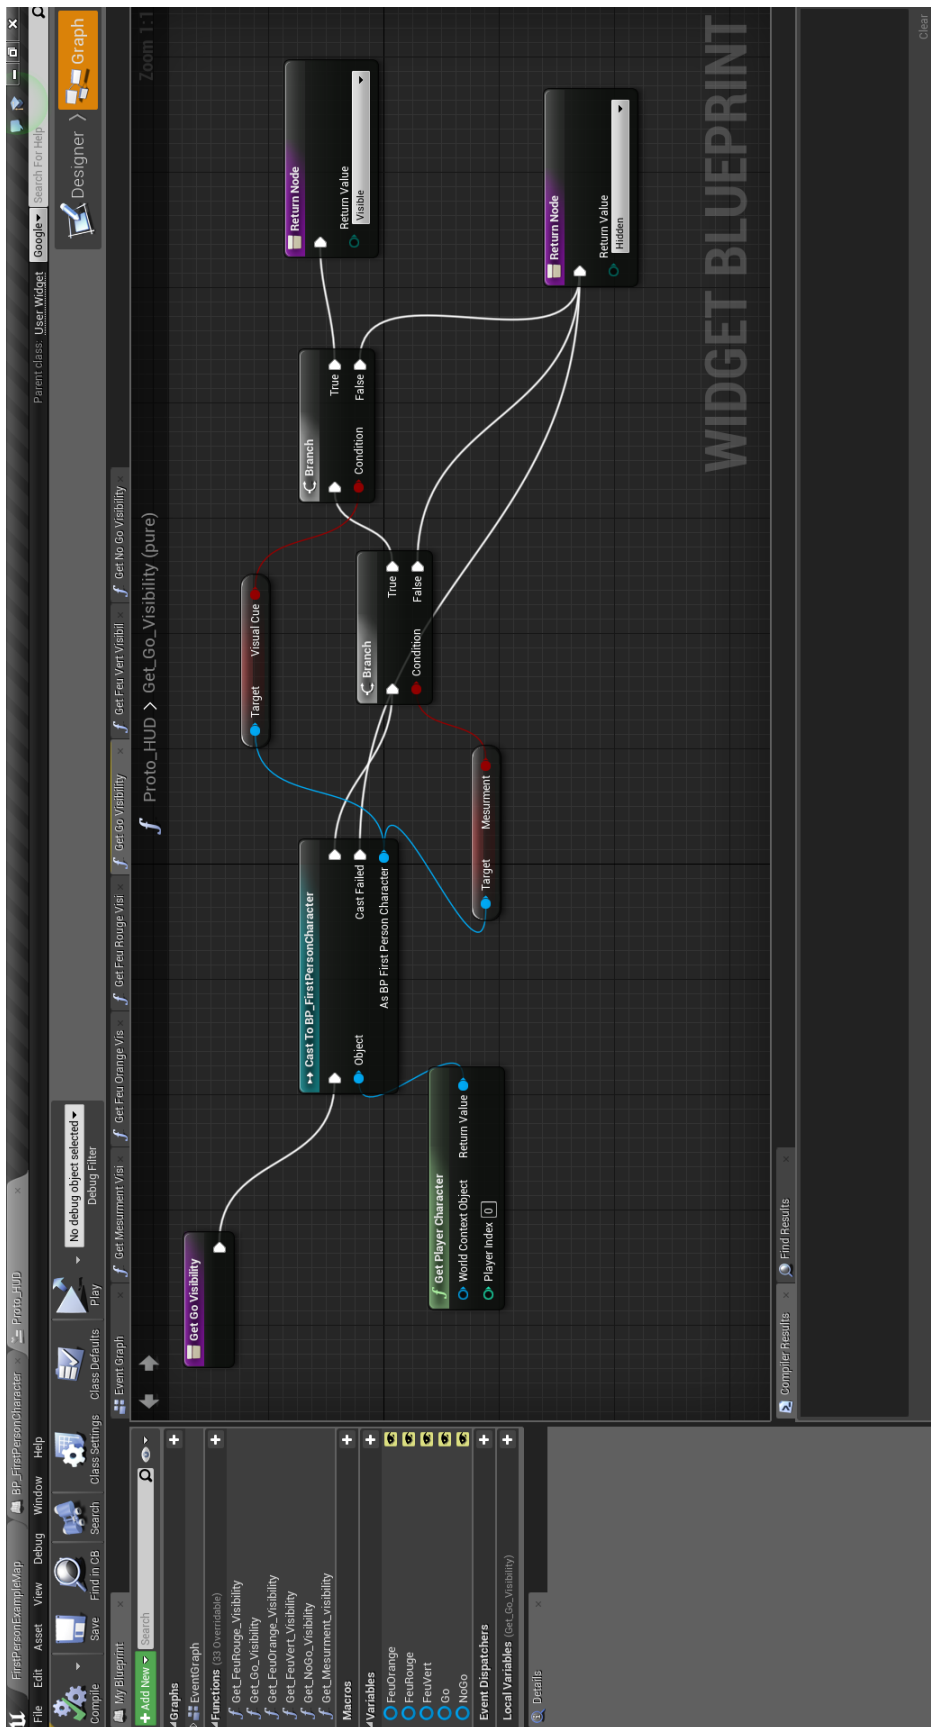 FirstPersonExampleMap
BP_FirstPersonCharacter
Proto_HUD
File Edit Asset View Debug Window Help
Parent class: User Widget
Google
Search For Help
Compile
Save
Find in CB
Search
Class Settings
Class Defaults
Play
No debug object selected
Debug Filter
Designer
Graph
My Blueprint
+ Add New
Search
Graphs
EventGraph
Functions (33 Overridable)
Get_FeuRouge_Visibility
Get_Go_Visibility
Get_FeuOrange_Visibility
Get_FeuVert_Visibility
Get_NoGo_Visibility
Get_Mesurment_visibility
Macros
Variables
FeuOrange
FeuRouge
FeuVert
Go
NoGo
Event Dispatchers
Local Variables (Get_Go_Visibility)
Details
Event Graph
Get Mesurment Visi
Get Feu Orange Vis
Get Feu Rouge Visi
Get Go Visibility
Get Feu Vert Visibil
Get No Go Visibility
Proto_HUD > Get_Go_Visibility (pure)
Zoom 1:1
Get Go Visibility
Cast To BP_FirstPersonCharacter
Object
Cast Failed
As BP First Person Character
Get Player Character
World Context Object
Return Value
Player Index 0
Target Visual Cue
Target Mesurment
Branch
True
Condition False
Branch
True
Condition False
Return Node
Return Value
Visible
Return Node
Return Value
Hidden
WIDGET BLUEPRINT
Compiler Results
Find Results
Clear